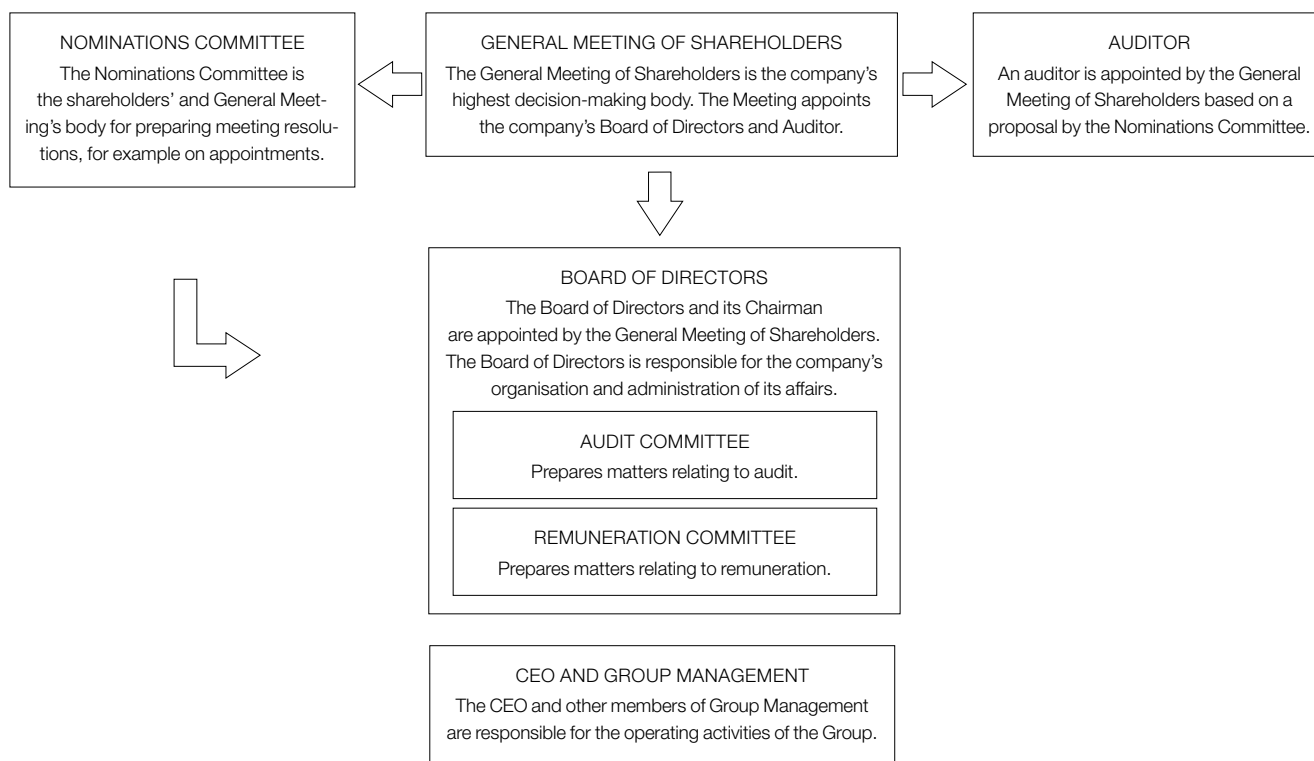 NOMINATIONS COMMITTEE
The Nominations Committee is
the shareholders’ and General Meet-
ing’s body for preparing meeting resolu-
tions, for example on appointments.
GENERAL MEETING OF SHAREHOLDERS
The General Meeting of Shareholders is the company’s
highest decision-making body. The Meeting appoints
the company’s Board of Directors and Auditor.
AUDITOR
An auditor is appointed by the General
Meeting of Shareholders based on a
proposal by the Nominations Committee.
BOARD OF DIRECTORS
The Board of Directors and its Chairman
are appointed by the General Meeting of Shareholders.
The Board of Directors is responsible for the company’s
organisation and administration of its affairs.
AUDIT COMMITTEE
Prepares matters relating to audit.
REMUNERATION COMMITTEE
Prepares matters relating to remuneration.
CEO AND GROUP MANAGEMENT
The CEO and other members of Group Management
are responsible for the operating activities of the Group.